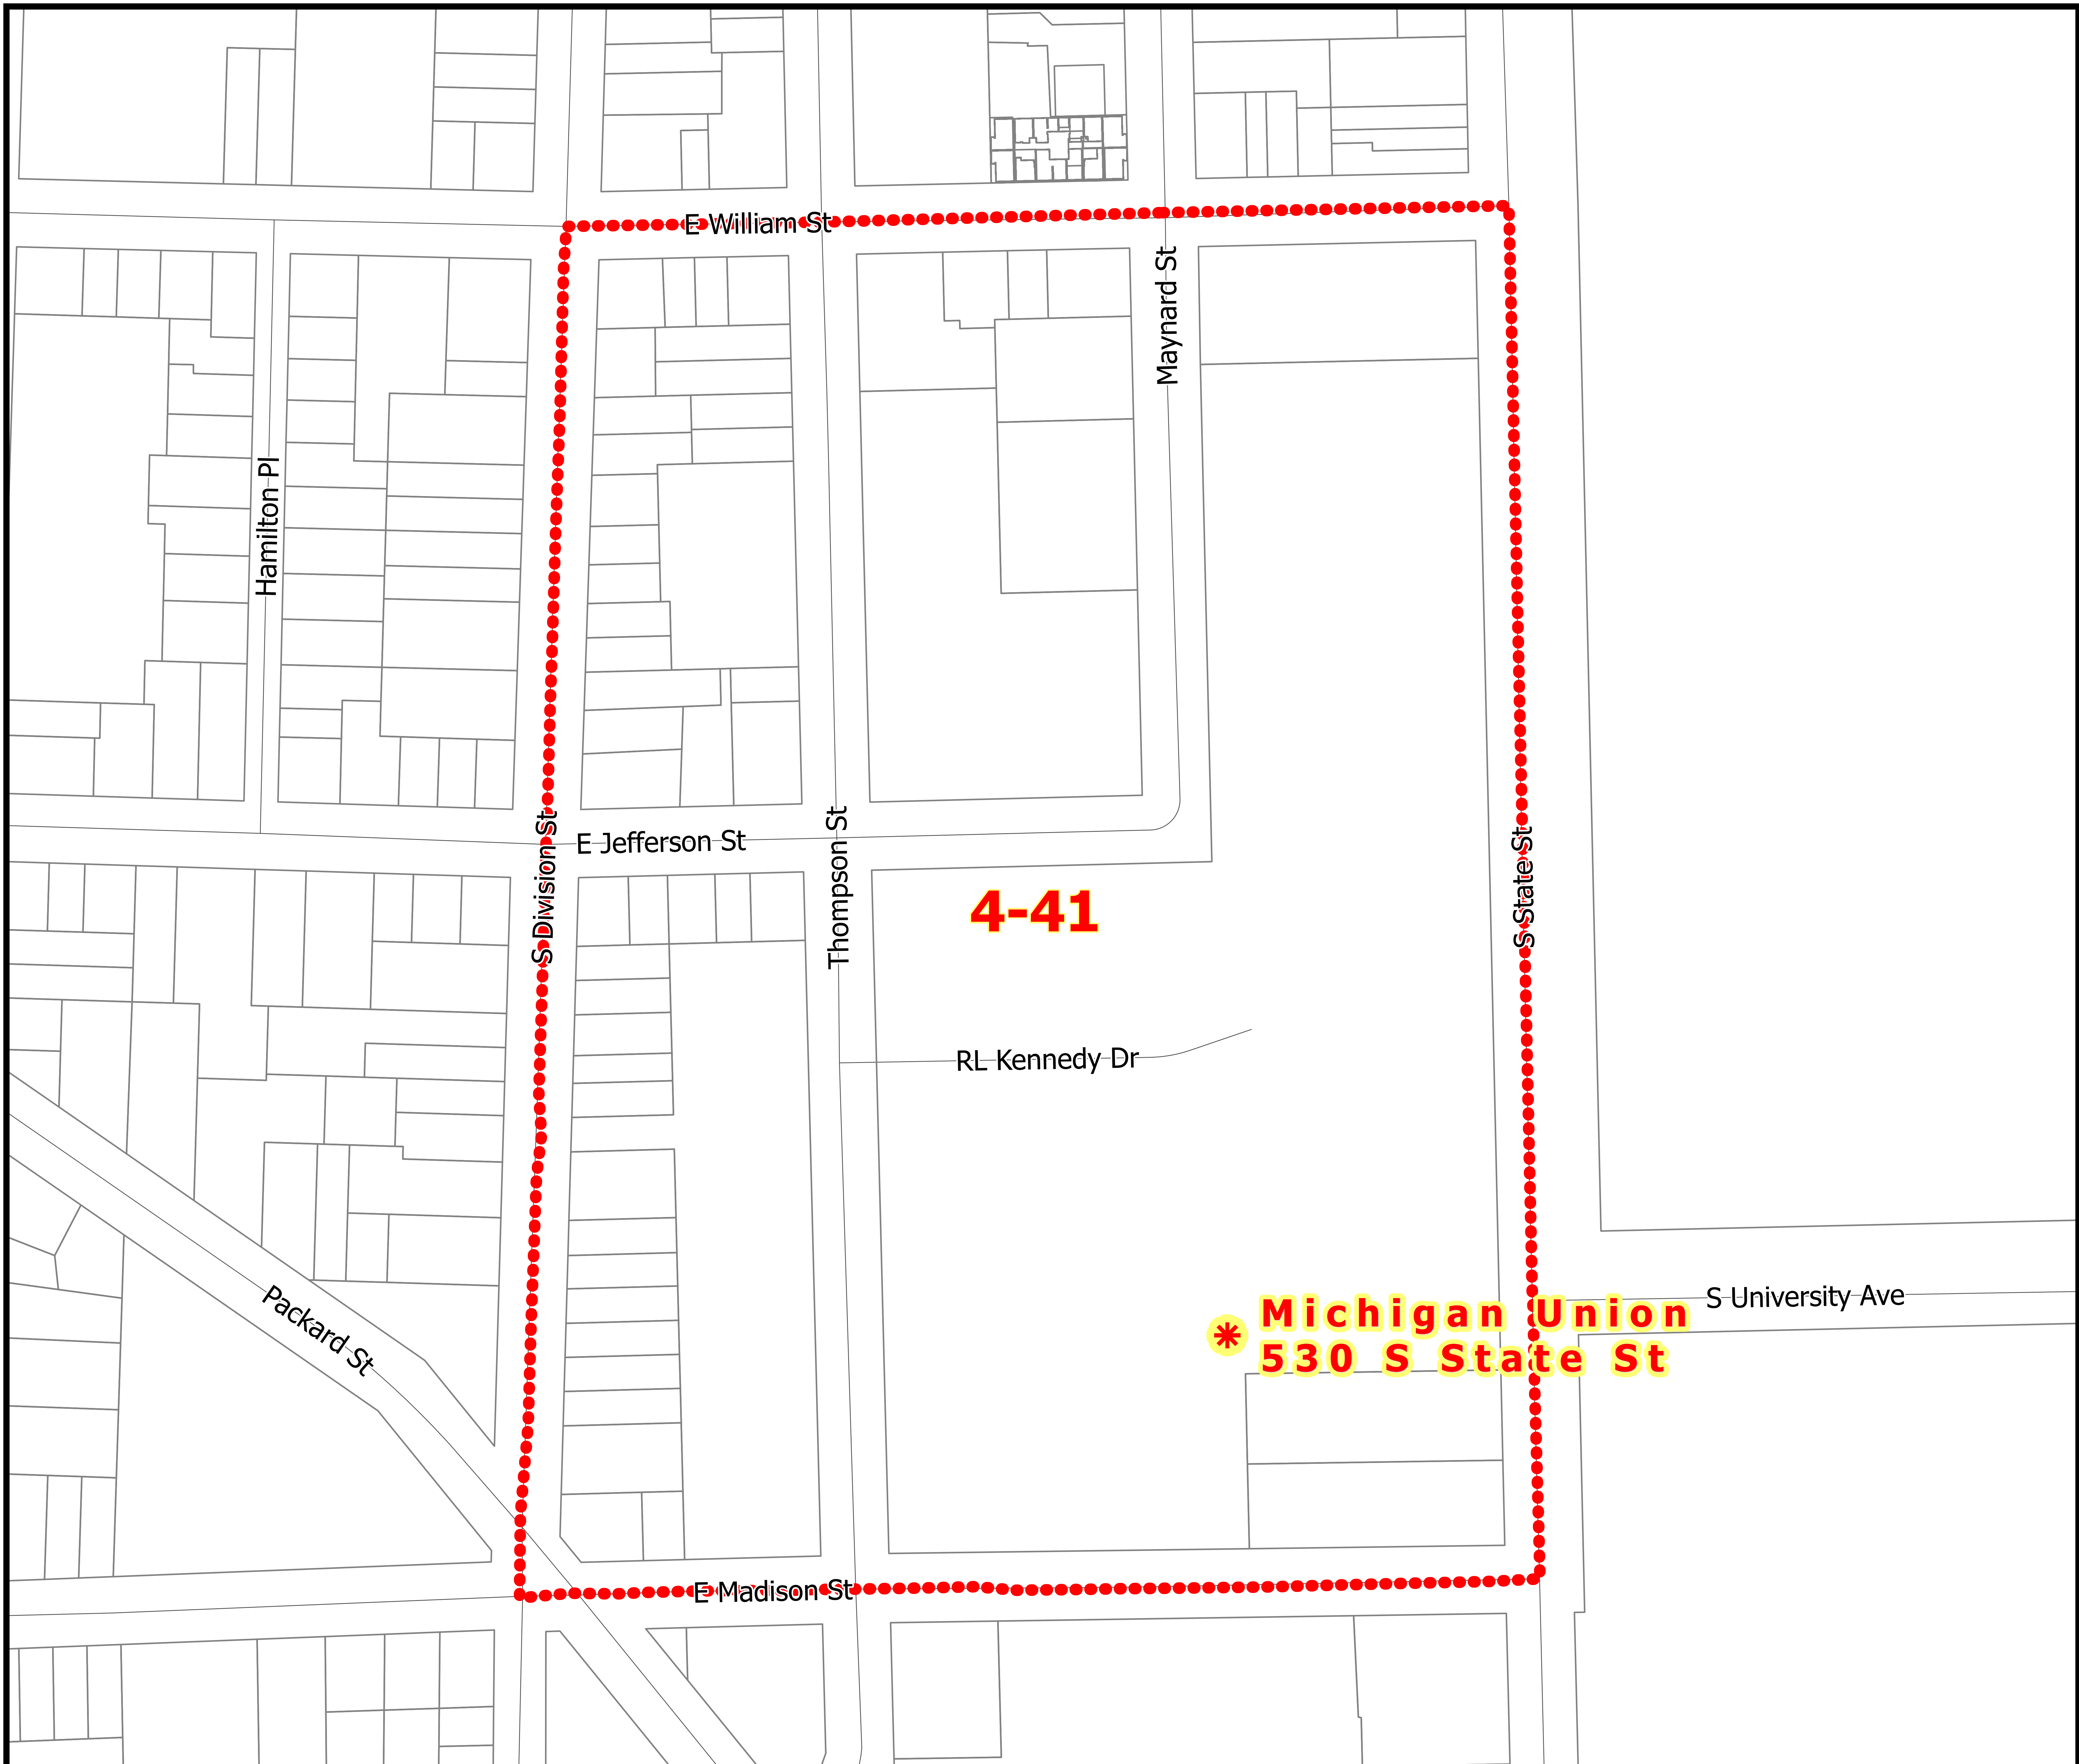 E William St
Maynard St
Hamilton Pl
S Division St
E Jefferson St
Thompson St
S State St
4-41
RL Kennedy Dr
S University Ave
Michigan Union
530 S State St
Packard St
E Madison St